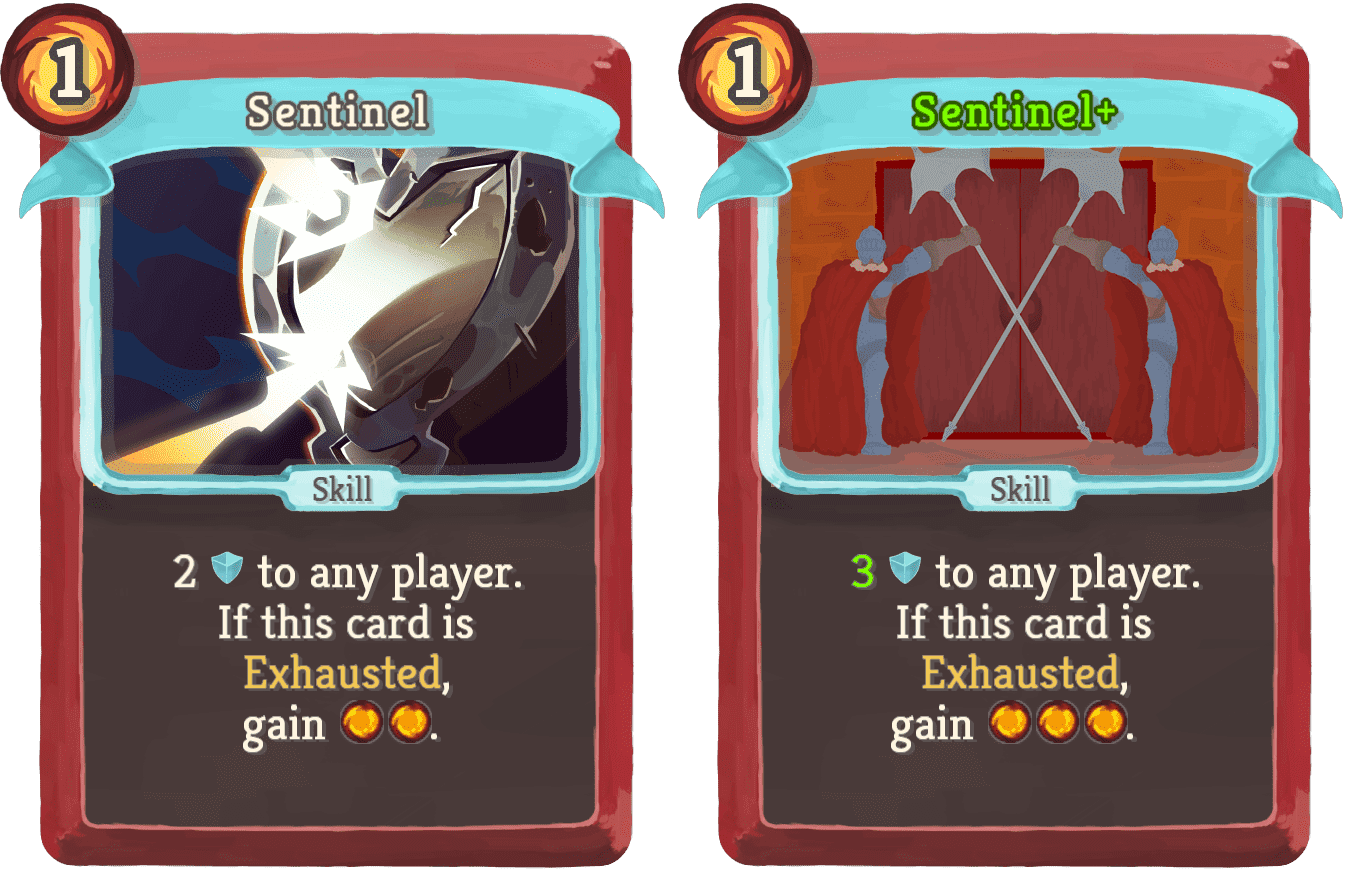 1
Sentinel
Skill
2 to any player.
If this card is
Exhausted,
gain .
1
Sentinel+
Skill
3 to any player.
If this card is
Exhausted,
gain .